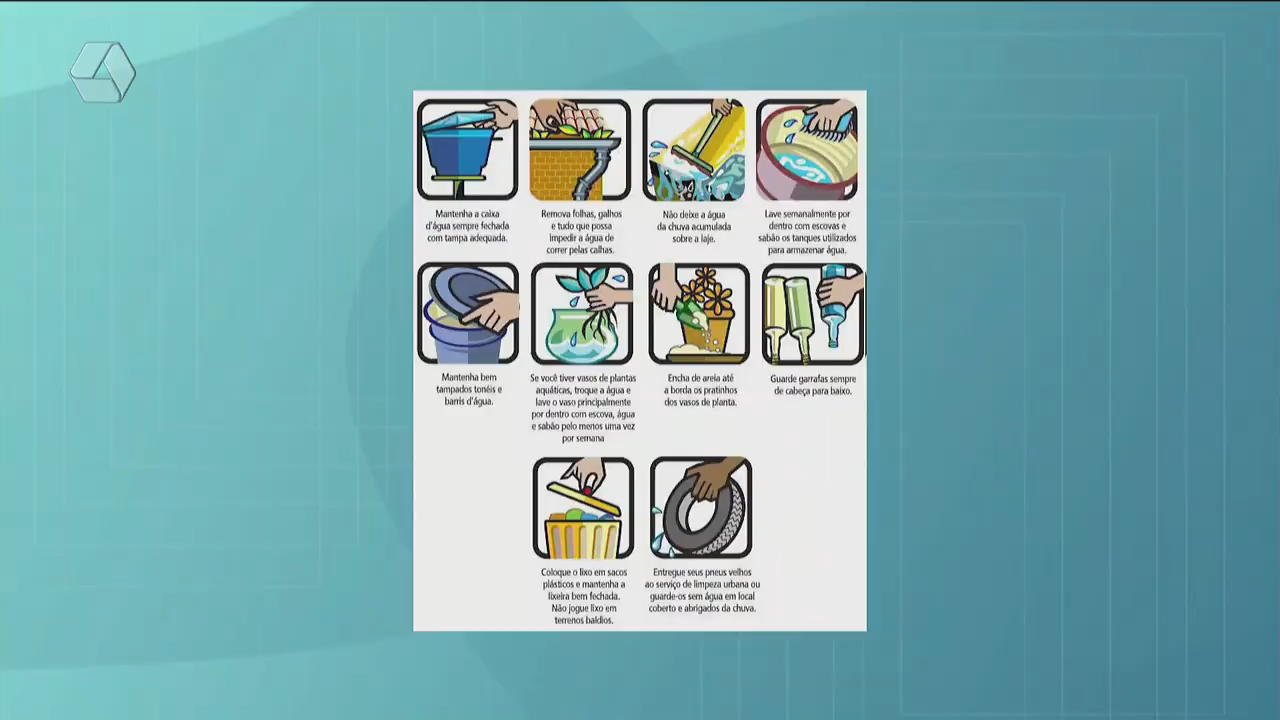 Mantenha a caixa
d'água sempre fechada
com tampa adequada.
Remova folhas, galhos
e tudo que possa
impedir a água de
correr pelas calhas.
Não deixe a água
da chuva acumulada
sobre a laje.
Lave semanalmente por
dentro com escovas e
sabão os tanques utilizados
para armazenar água.
Mantenha bem
tampados tonéis e
barris d'água.
Se você tiver vasos de plantas
aquáticas, troque a água e
lave o vaso principalmente
por dentro com escova, água
e sabão pelo menos uma vez
por semana
Encha de areia até
a borda os pratinhos
dos vasos de planta.
Guarde garrafas sempre
de cabeça para baixo.
Coloque o lixo em sacos
plásticos e mantenha a
lixeira bem fechada.
Não jogue lixo em
terrenos baldios.
Entregue seus pneus velhos
ao serviço de limpeza urbana ou
guarde-os sem água em local
coberto e abrigados da chuva.